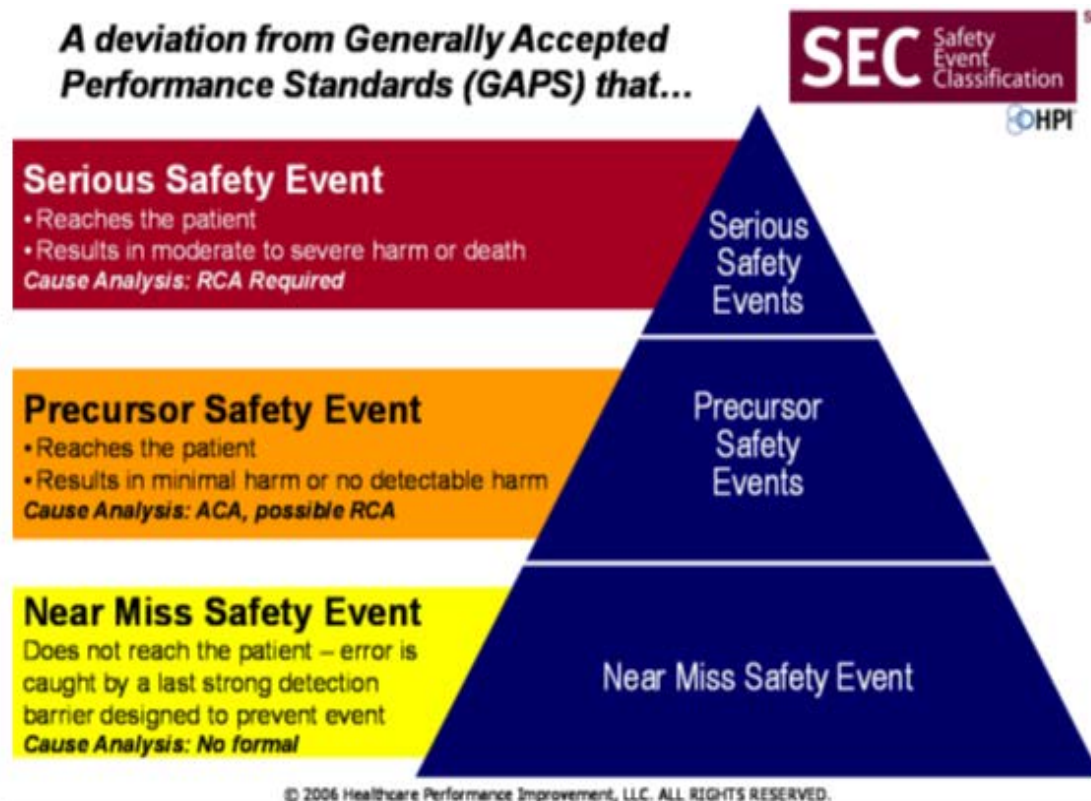 A deviation from Generally Accepted
Performance Standards (GAPS) that...
SEC Safety
Event
Classification
HPI
Serious Safety Event
• Reaches the patient
• Results in moderate to severe harm or death
Cause Analysis: RCA Required
Serious
Safety
Events
Precursor Safety Event
• Reaches the patient
• Results in minimal harm or no detectable harm
Cause Analysis: ACA, possible RCA
Precursor
Safety
Events
Near Miss Safety Event
Does not reach the patient – error is
caught by a last strong detection
barrier designed to prevent event
Cause Analysis: No formal
Near Miss Safety Event
© 2006 Healthcare Performance Improvement, LLC. ALL RIGHTS RESERVED.